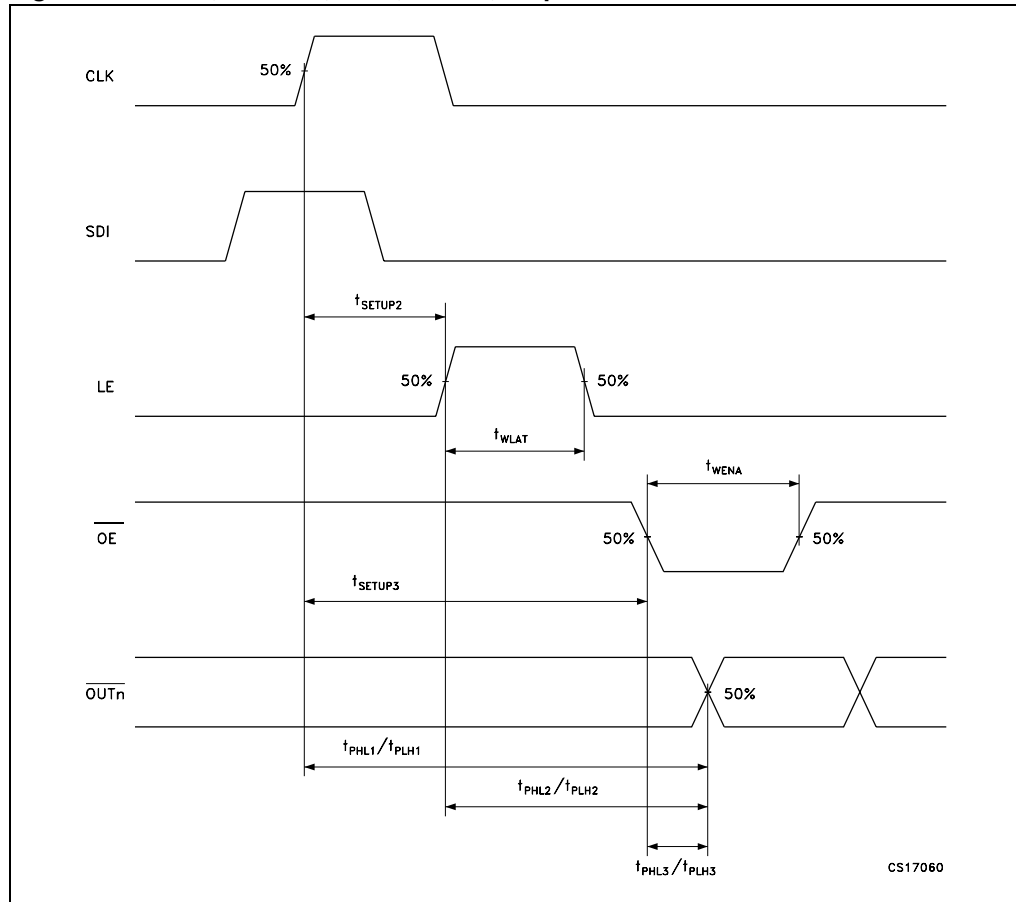 CLK
50%
SDI
tSETUP2
LE
50%
50%
tWLAT
tWENA
OE
50%
50%
tSETUP3
OUTn
50%
tPHL1/tPLH1
tPHL2/tPLH2
tPHL3/tPLH3
CS17060